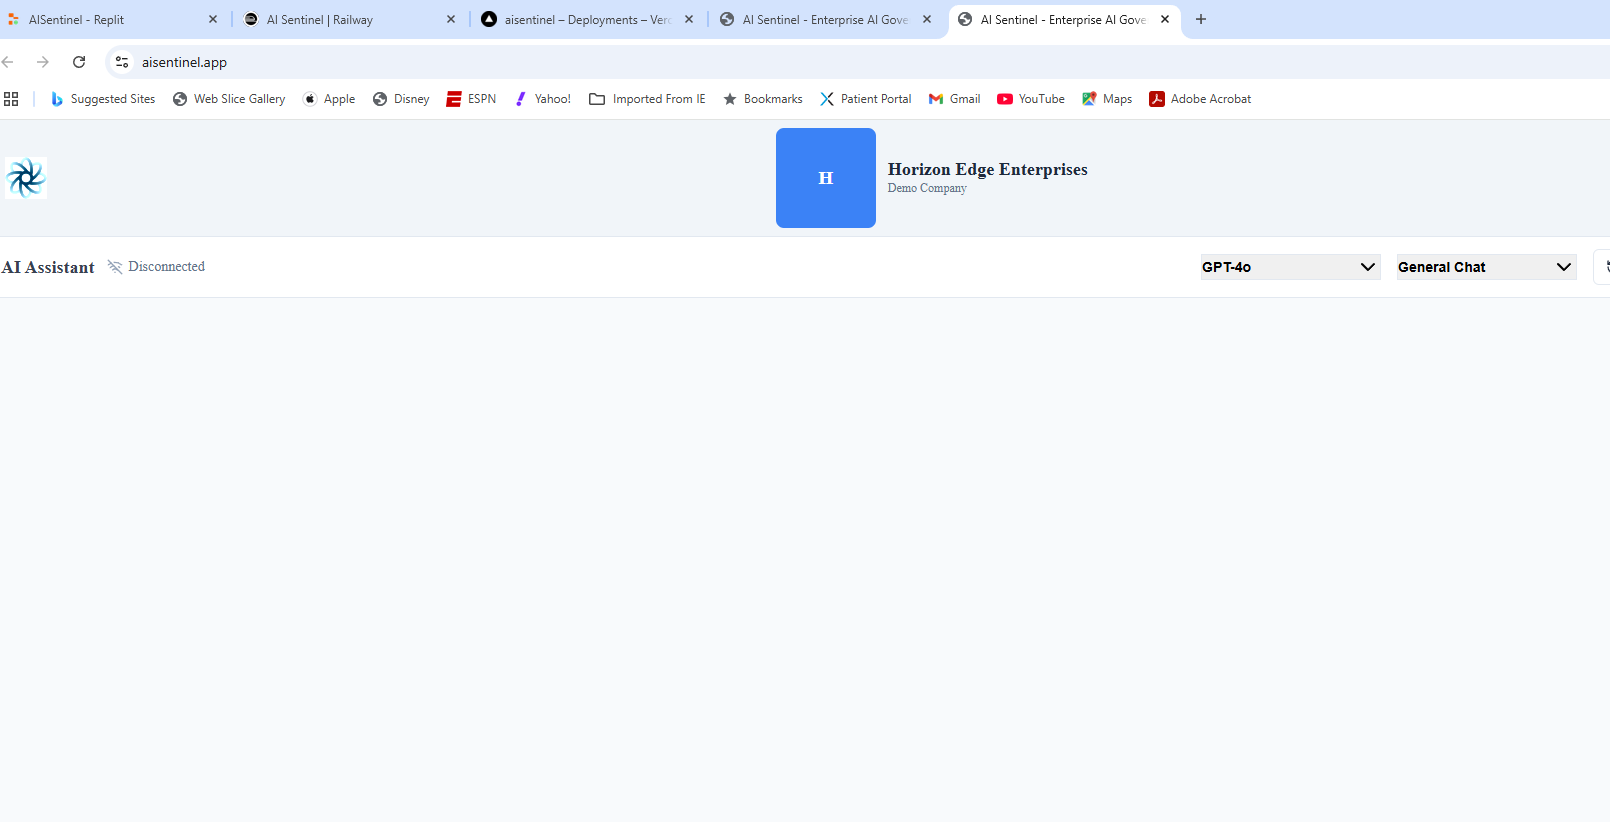 AISentinel - Replit
AI Sentinel | Railway
aisentinel – Deployments – Verc
AI Sentinel - Enterprise AI Gove
AI Sentinel - Enterprise AI Gove
aisentinel.app
Suggested Sites
Web Slice Gallery
Apple
Disney
ESPN
Yahoo!
Imported From IE
Bookmarks
Patient Portal
Gmail
YouTube
Maps
Adobe Acrobat
H
Horizon Edge Enterprises
Demo Company
AI Assistant
Disconnected
GPT-4o
General Chat